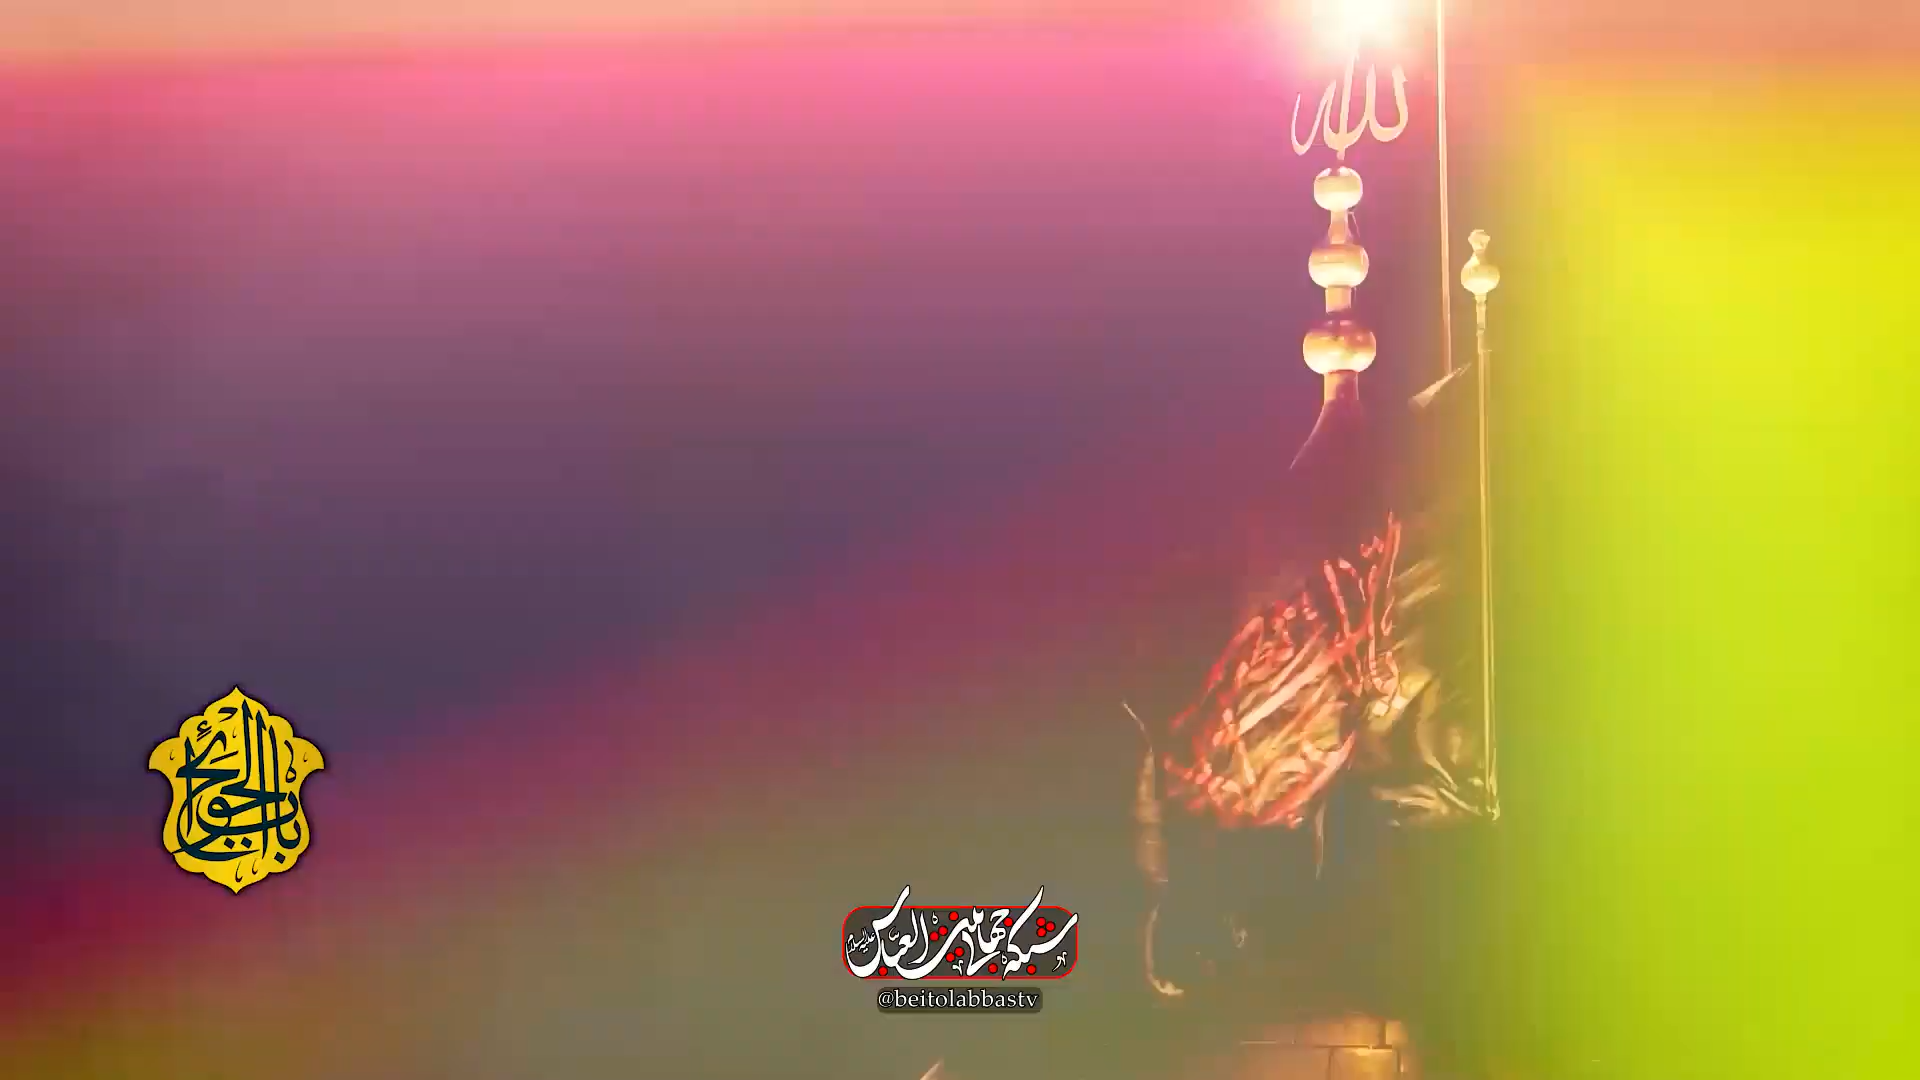 الله
باب الحوائج
شبکه جهانی بیت العباس علیه السلام
@beitolabbastv